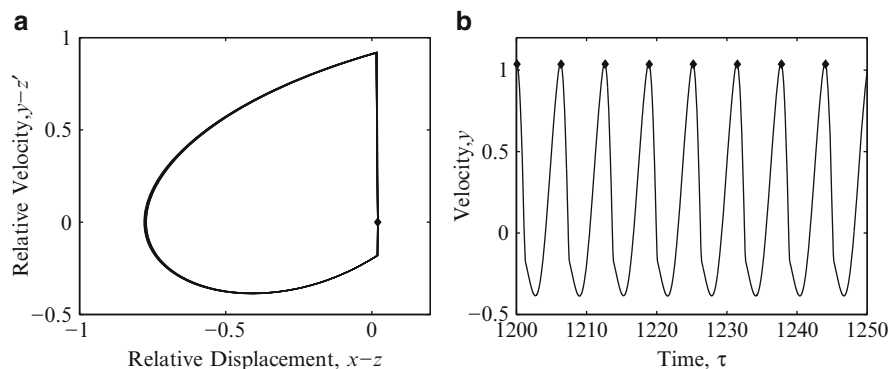 a
1
0.5
0
−0.5
−1
−0.5
0
Relative Velocity, y−z′
Relative Displacement, x−z
b
1
0.5
0
−0.5
1200
1210
1220
1230
1240
1250
Velocity, y
Time, τ